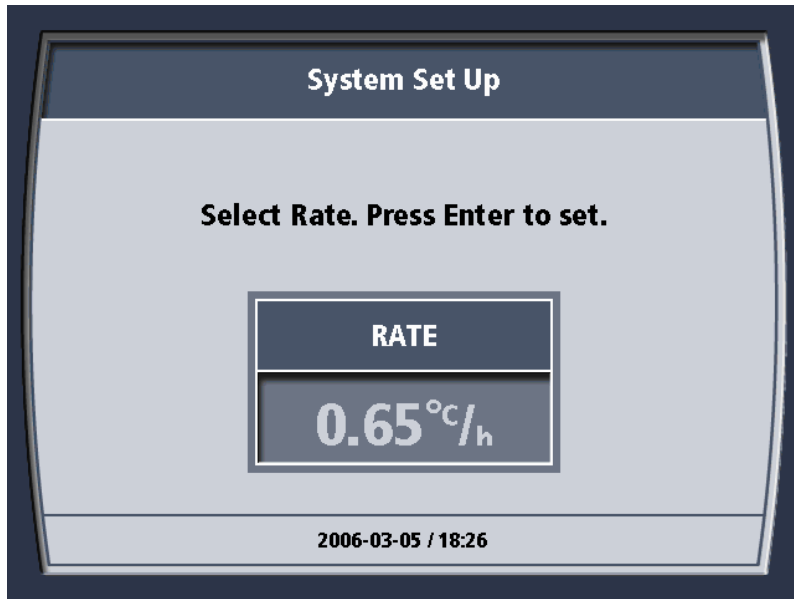 System Set Up
Select Rate. Press Enter to set.
RATE
0.65°C/h
2006-03-05 / 18:26